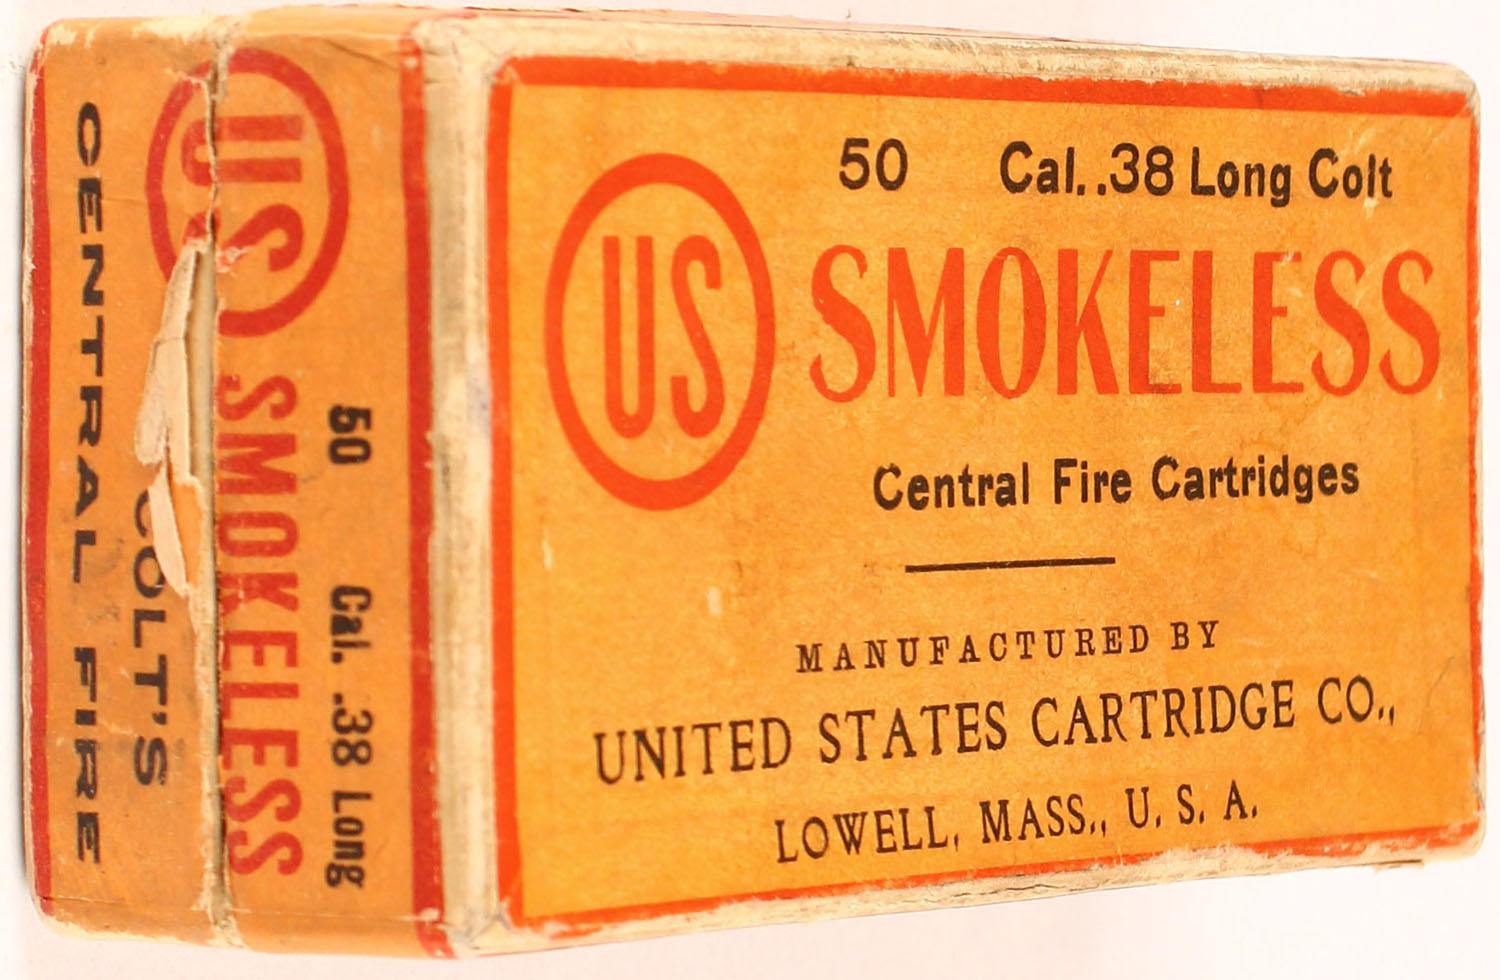 50 Cal. .38 Long Colt
US SMOKELESS
Central Fire Cartridges
MANUFACTURED BY
UNITED STATES CARTRIDGE CO.,
LOWELL, MASS., U. S. A.
50 Cal. .38 Long
US SMOKELESS
COLT'S
CENTRAL FIRE